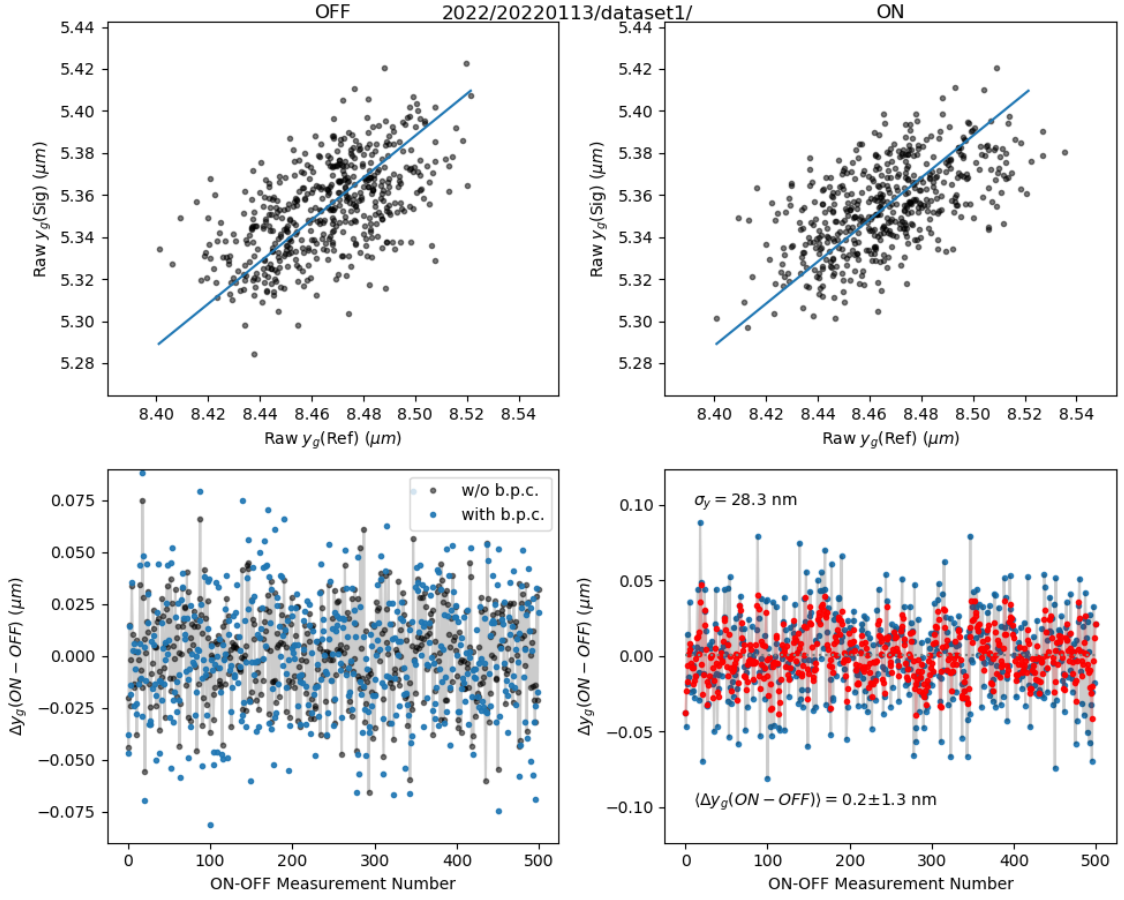 2022/20220113/dataset1/
OFF
5.44
5.42
5.40
5.38
5.36
5.34
5.32
5.30
5.28
Raw y_g(Sig) (μm)
8.40 8.42 8.44 8.46 8.48 8.50 8.52 8.54
Raw y_g(Ref) (μm)
ON
5.44
5.42
5.40
5.38
5.36
5.34
5.32
5.30
5.28
Raw y_g(Sig) (μm)
8.40 8.42 8.44 8.46 8.48 8.50 8.52 8.54
Raw y_g(Ref) (μm)
w/o b.p.c.
with b.p.c.
0.075
0.050
0.025
0.000
−0.025
−0.050
−0.075
Δy_g(ON − OFF) (μm)
0 100 200 300 400 500
ON-OFF Measurement Number
σ_y = 28.3 nm
⟨Δy_g(ON − OFF)⟩ = 0.2±1.3 nm
0.10
0.05
0.00
−0.05
−0.10
Δy_g(ON − OFF) (μm)
0 100 200 300 400 500
ON-OFF Measurement Number